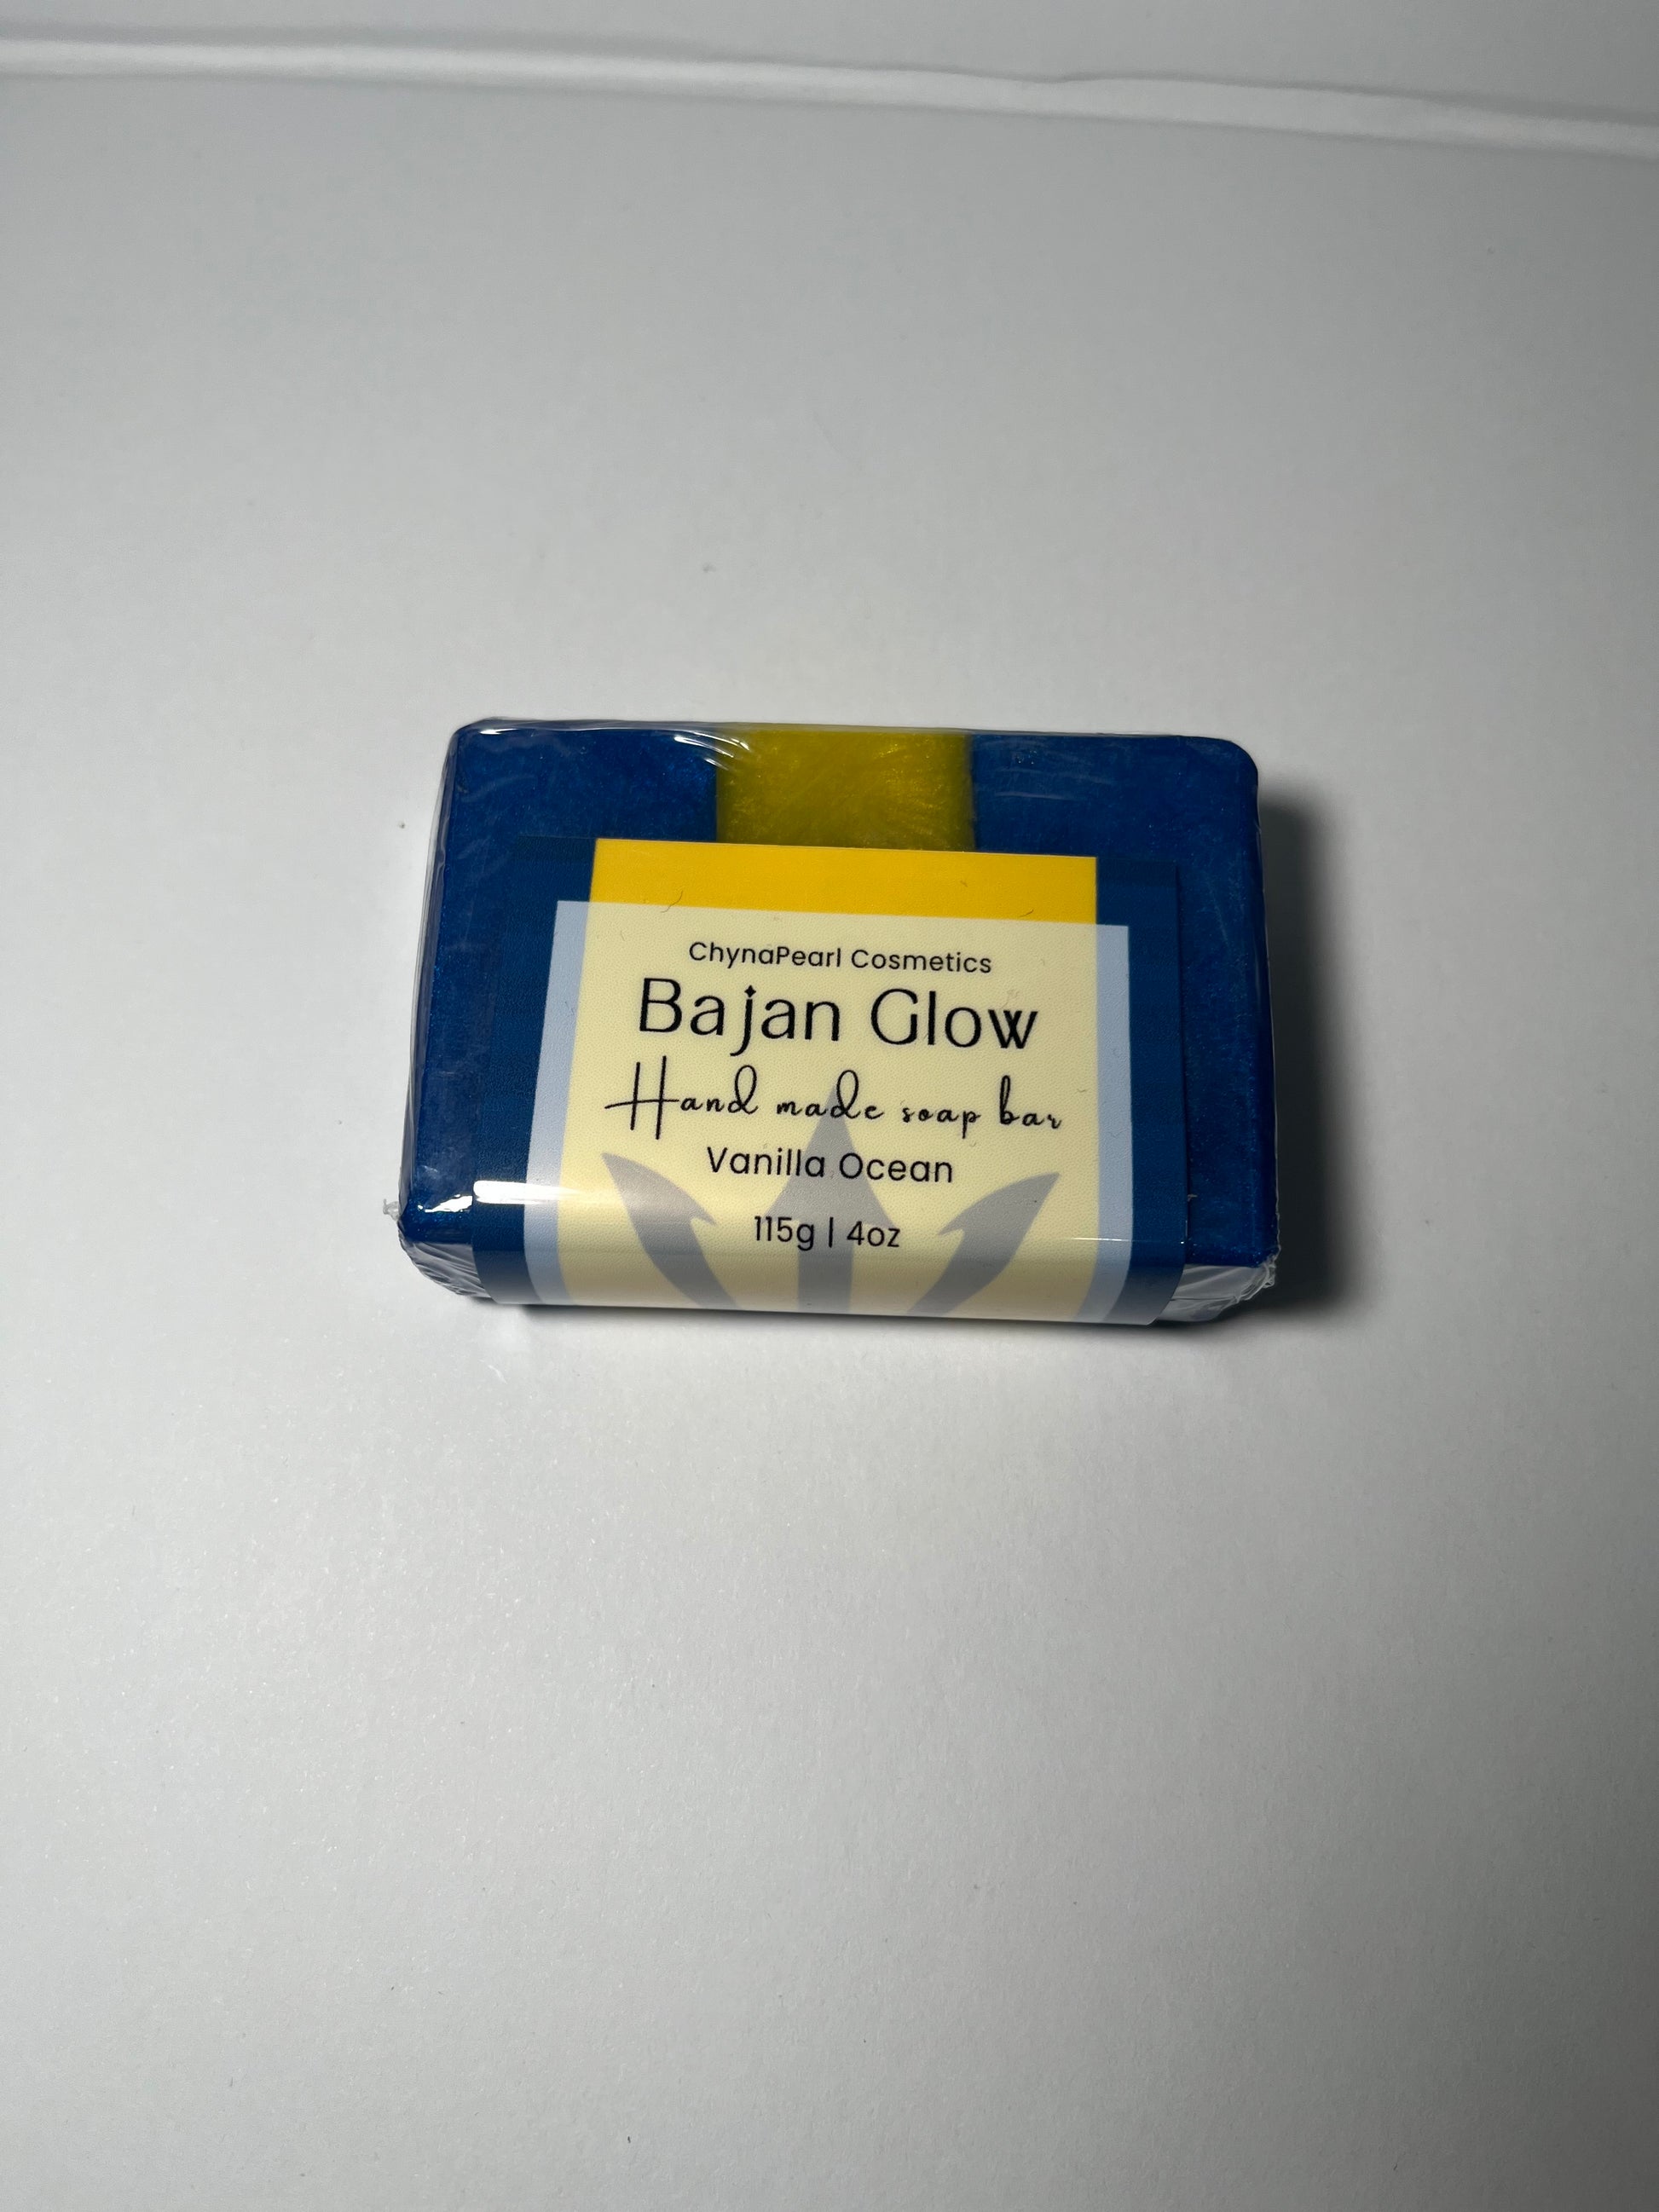 ChynaPearl Cosmetics
Bajan Glow
Hand made soap bar
Vanilla Ocean
115g | 4oz